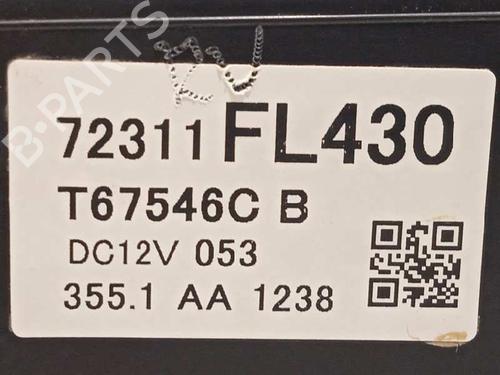 B-PARTS
72311 FL430
T67546C B
DC12V 053
355.1 AA 1238